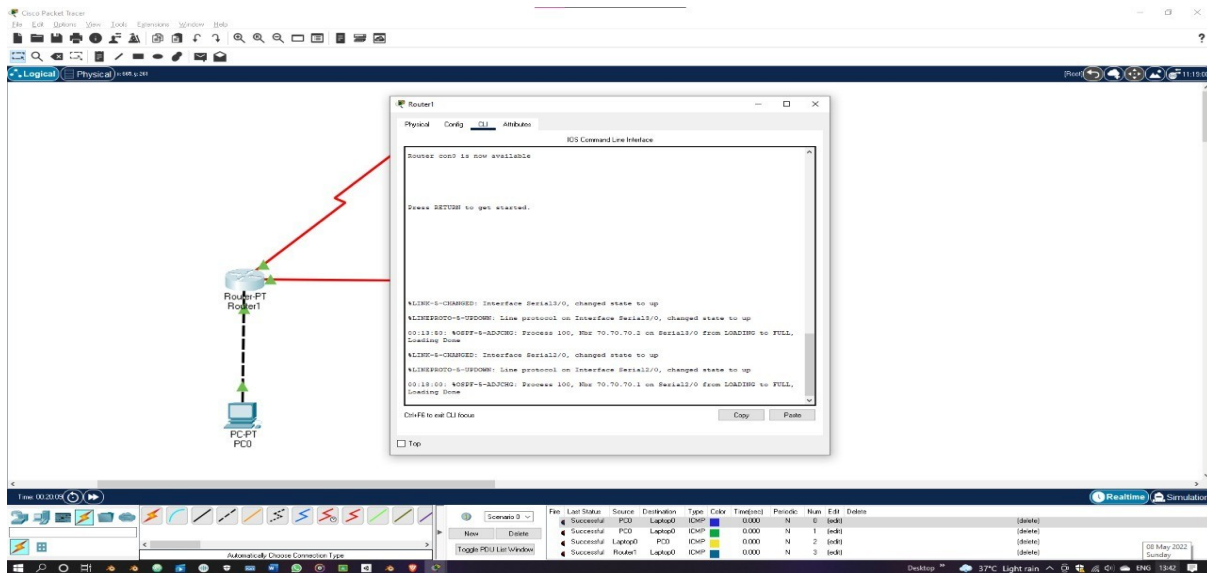 Cisco Packet Tracer
File Edit Options View Tools Extensions Window Help
?
Logical Physical
[Root] 11:19:00
Router1
Physical Config CLI Attributes
IOS Command Line Interface
Router con0 is now available
Press RETURN to get started.
%LINK-5-CHANGED: Interface Serial3/0, changed state to up
%LINEPROTO-5-UPDOWN: Line protocol on Interface Serial3/0, changed state to up
00:13:50: %OSPF-5-ADJCHG: Process 100, Nbr 70.70.70.2 on Serial3/0 from LOADING to FULL,
Loading Done
%LINK-5-CHANGED: Interface Serial2/0, changed state to up
%LINEPROTO-5-UPDOWN: Line protocol on Interface Serial2/0, changed state to up
00:18:00: %OSPF-5-ADJCHG: Process 100, Nbr 70.70.70.1 on Serial2/0 from LOADING to FULL,
Loading Done
Ctrl+F6 to exit CLI focus
Copy Paste
Top
Router-PT
Router1
PC-PT
PC0
Time: 00:20:09
Realtime Simulation
Scenario 0
New Delete
Toggle PDU List Window
Fire Last Status Source Destination Type Color Time(sec) Periodic Num Edit Delete
Successful PC0 Laptop0 ICMP 0.000 N 0 (edit) (delete)
Successful PC0 Laptop0 ICMP 0.000 N 1 (edit) (delete)
Successful Laptop0 PC0 ICMP 0.000 N 2 (edit) (delete)
Successful Router1 Laptop0 ICMP 0.000 N 3 (edit) (delete)
Automatically Choose Connection Type
08 May 2022
Sunday
Desktop 37°C Light rain ENG 13:42